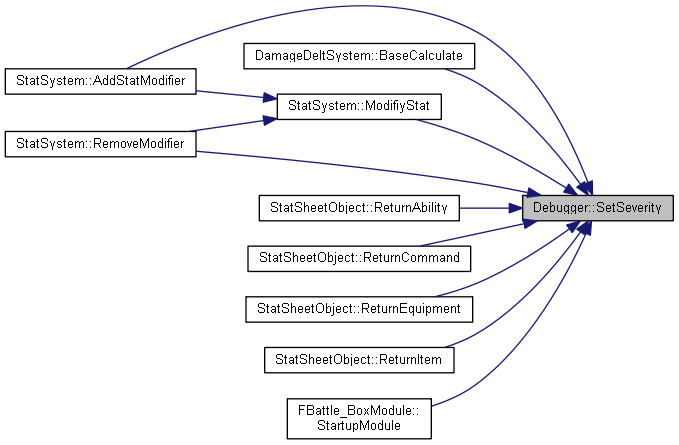 DamageDeltSystem::BaseCalculate
StatSystem::AddStatModifier
StatSystem::ModifiyStat
StatSystem::RemoveModifier
StatSheetObject::ReturnAbility
Debugger::SetSeverity
StatSheetObject::ReturnCommand
StatSheetObject::ReturnEquipment
StatSheetObject::ReturnItem
FBattle_BoxModule::
StartupModule